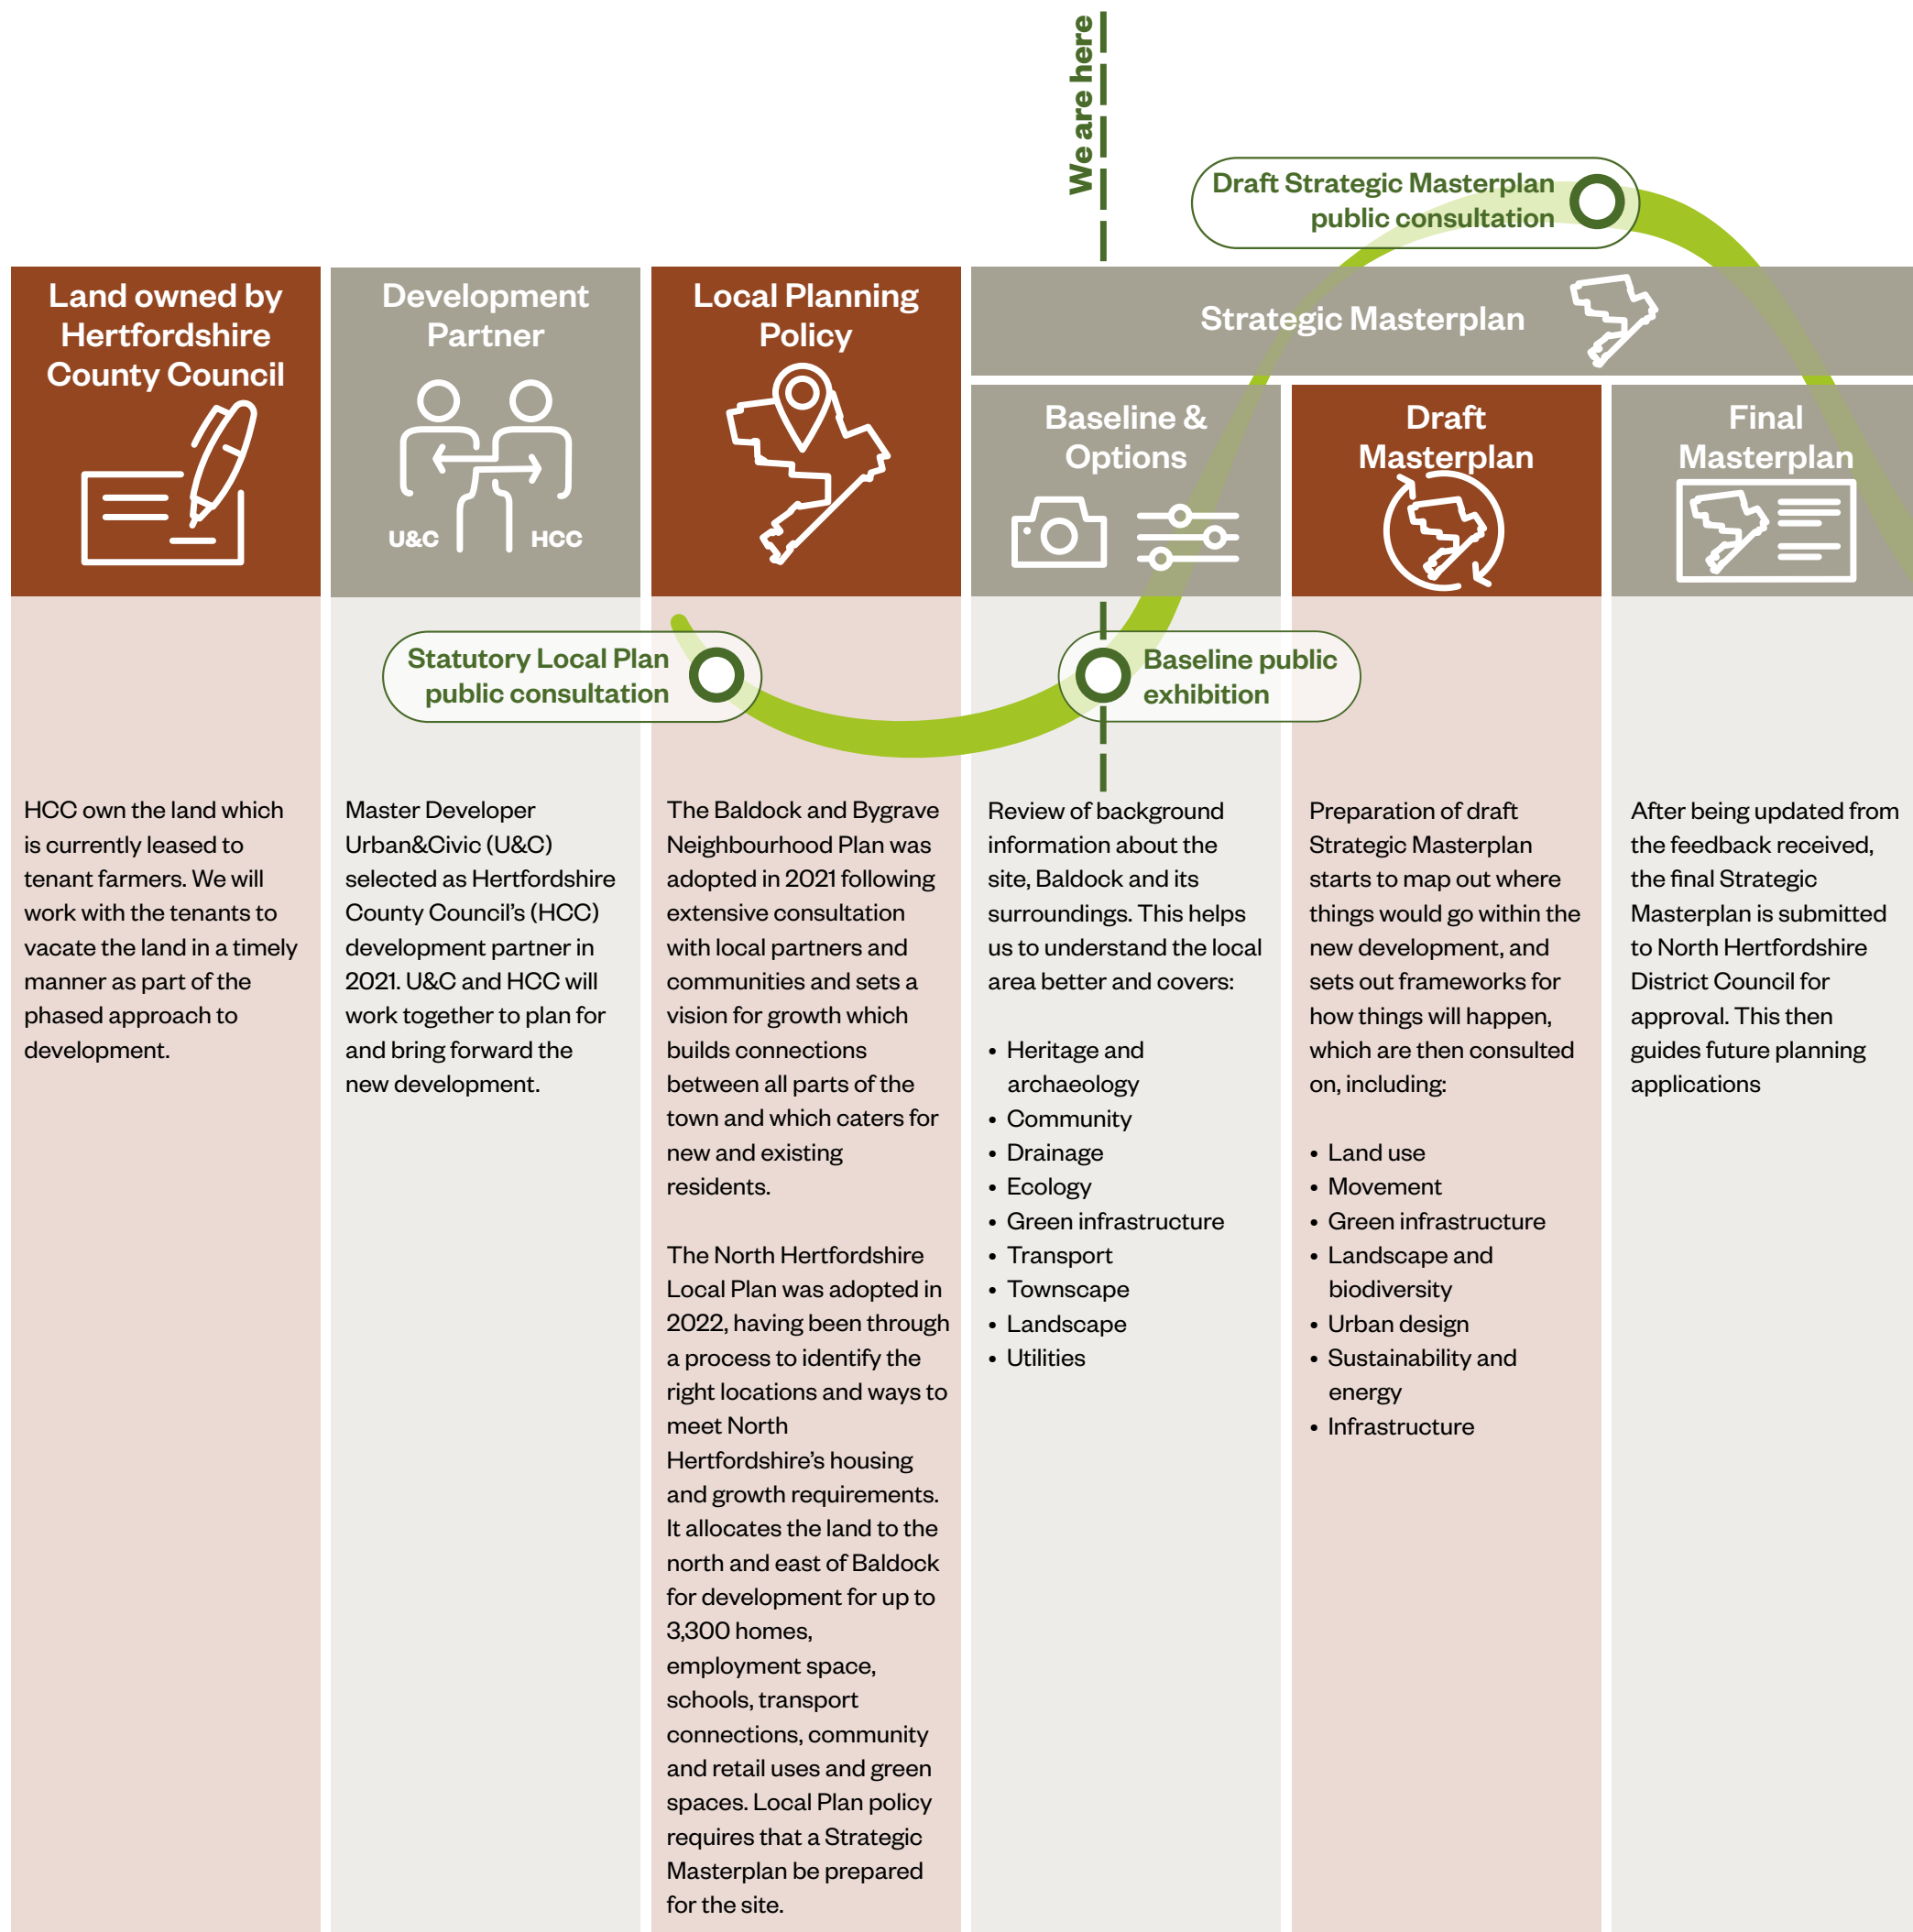 We are here
Draft Strategic Masterplan
public consultation
Land owned by
Hertfordshire
County Council
Development
Partner
U&C
HCC
Local Planning
Policy
Strategic Masterplan
Baseline &
Options
Draft
Masterplan
Final
Masterplan
Statutory Local Plan
public consultation
Baseline public
exhibition
HCC own the land which
is currently leased to
tenant farmers. We will
work with the tenants to
vacate the land in a timely
manner as part of the
phased approach to
development.
Master Developer
Urban&Civic (U&C)
selected as Hertfordshire
County Council’s (HCC)
development partner in
2021. U&C and HCC will
work together to plan for
and bring forward the
new development.
The Baldock and Bygrave
Neighbourhood Plan was
adopted in 2021 following
extensive consultation
with local partners and
communities and sets a
vision for growth which
builds connections
between all parts of the
town and which caters for
new and existing
residents.
The North Hertfordshire
Local Plan was adopted in
2022, having been through
a process to identify the
right locations and ways to
meet North
Hertfordshire’s housing
and growth requirements.
It allocates the land to the
north and east of Baldock
for development for up to
3,300 homes,
employment space,
schools, transport
connections, community
and retail uses and green
spaces. Local Plan policy
requires that a Strategic
Masterplan be prepared
for the site.
Review of background
information about the
site, Baldock and its
surroundings. This helps
us to understand the local
area better and covers:
• Heritage and
archaeology
• Community
• Drainage
• Ecology
• Green infrastructure
• Transport
• Townscape
• Landscape
• Utilities
Preparation of draft
Strategic Masterplan
starts to map out where
things would go within the
new development, and
sets out frameworks for
how things will happen,
which are then consulted
on, including:
• Land use
• Movement
• Green infrastructure
• Landscape and
biodiversity
• Urban design
• Sustainability and
energy
• Infrastructure
After being updated from
the feedback received,
the final Strategic
Masterplan is submitted
to North Hertfordshire
District Council for
approval. This then
guides future planning
applications